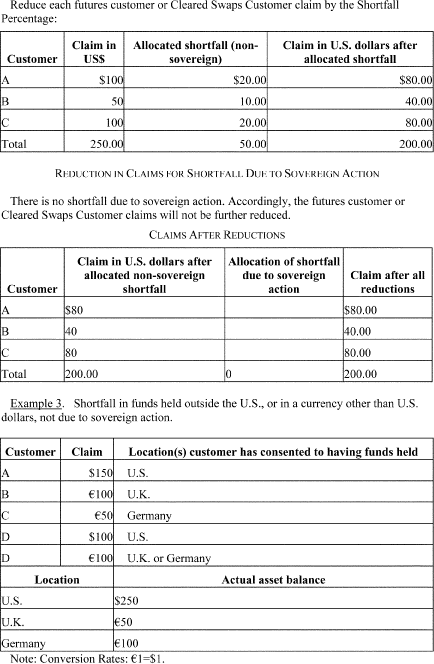 Reduce each futures customer or Cleared Swaps Customer claim by the Shortfall
Percentage:
Customer Claim in US$ Allocated shortfall (non-sovereign) Claim in U.S. dollars after allocated shortfall
A $100 $20.00 $80.00
B 50 10.00 40.00
C 100 20.00 80.00
Total 250.00 50.00 200.00
REDUCTION IN CLAIMS FOR SHORTFALL DUE TO SOVEREIGN ACTION
There is no shortfall due to sovereign action. Accordingly, the futures customer or
Cleared Swaps Customer claims will not be further reduced.
CLAIMS AFTER REDUCTIONS
Customer Claim in U.S. dollars after allocated non-sovereign shortfall Allocation of shortfall due to sovereign action Claim after all reductions
A $80 $80.00
B 40 40.00
C 80 80.00
Total 200.00 0 200.00
Example 3. Shortfall in funds held outside the U.S., or in a currency other than U.S.
dollars, not due to sovereign action.
Customer Claim Location(s) customer has consented to having funds held
A $150 U.S.
B €100 U.K.
C €50 Germany
D $100 U.S.
D €100 U.K. or Germany
Location Actual asset balance
U.S. $250
U.K. €50
Germany €100
Note: Conversion Rates: €1=$1.